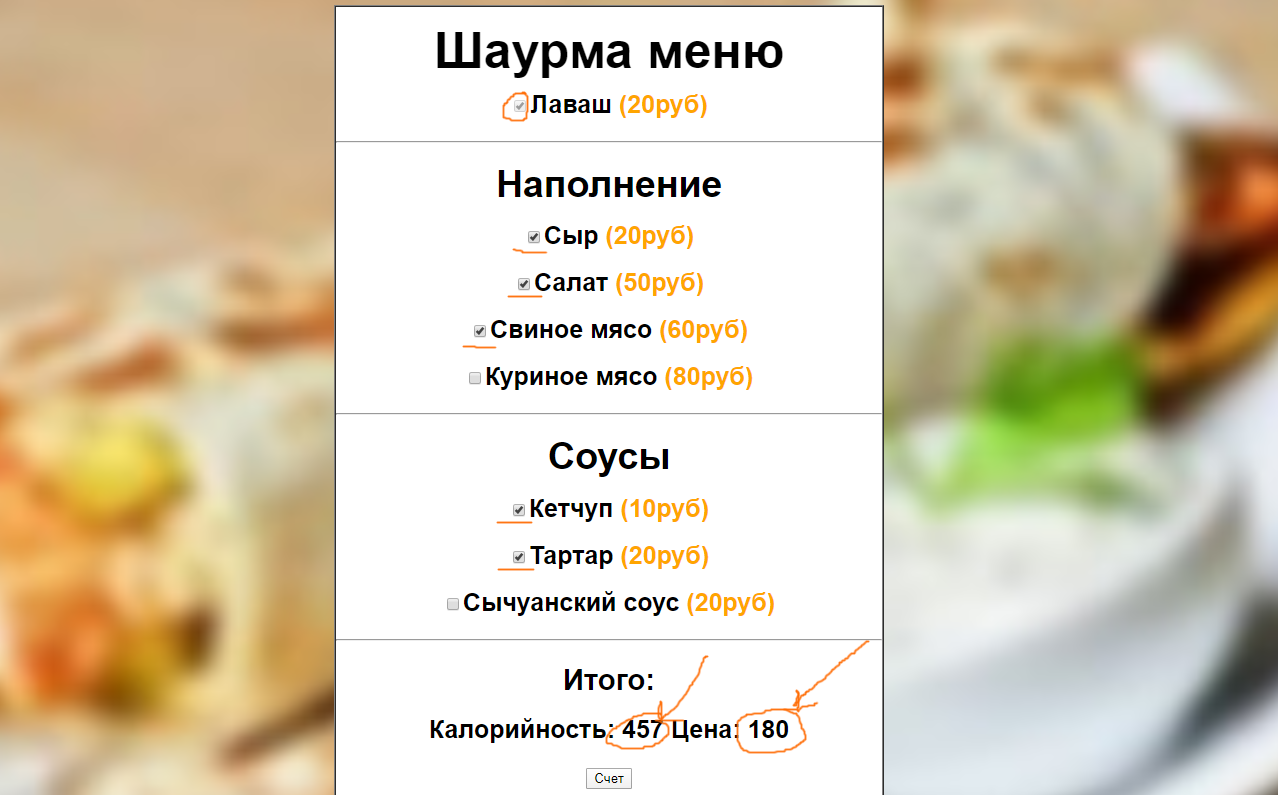 Шаурма меню
Лаваш (20руб)
Наполнение
Сыр (20руб)
Салат (50руб)
Свиное мясо (60руб)
Куриное мясо (80руб)
Соусы
Кетчуп (10руб)
Тартар (20руб)
Сычуанский соус (20руб)
Итого:
Калорийность: 457 Цена: 180
Счет